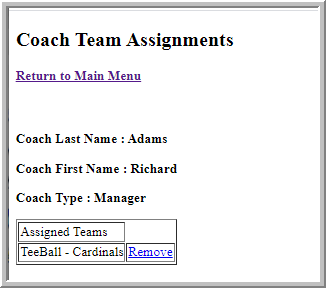 Coach Team Assignments
Return to Main Menu
Coach Last Name : Adams
Coach First Name : Richard
Coach Type : Manager
Assigned Teams
TeeBall - Cardinals Remove